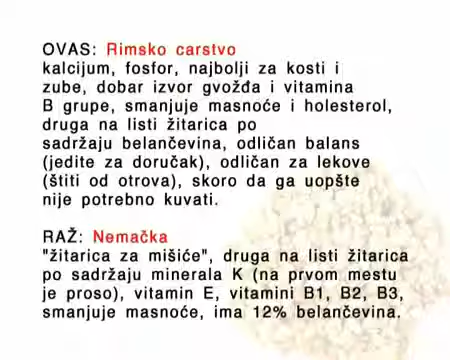 OVAS: Rimsko carstvo
kalcijum, fosfor, najbolji za kosti i
zube, dobar izvor gvožđa i vitamina
B grupe, smanjuje masnoće i holesterol,
druga na listi žitarica po
sadržaju belančevina, odličan balans
(jedite za doručak), odličan za lekove
(štiti od otrova), skoro da ga uopšte
nije potrebno kuvati.
RAŽ: Nemačka
"žitarica za mišiće", druga na listi žitarica
po sadržaju minerala K (na prvom mestu
je proso), vitamin E, vitamini B1, B2, B3,
smanjuje masnoće, ima 12% belančevina.